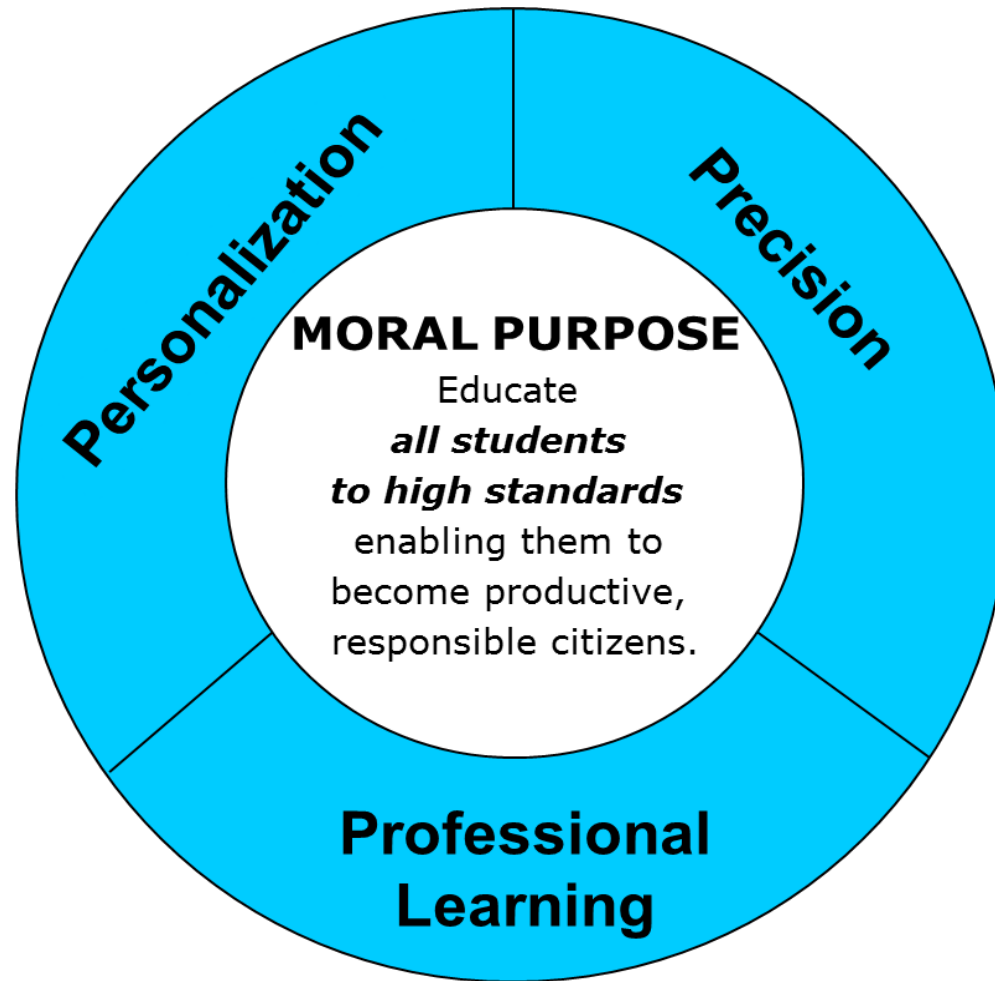 Personalization
Precision
MORAL PURPOSE
Educate
all students
to high standards
enabling them to
become productive,
responsible citizens.
Professional
Learning